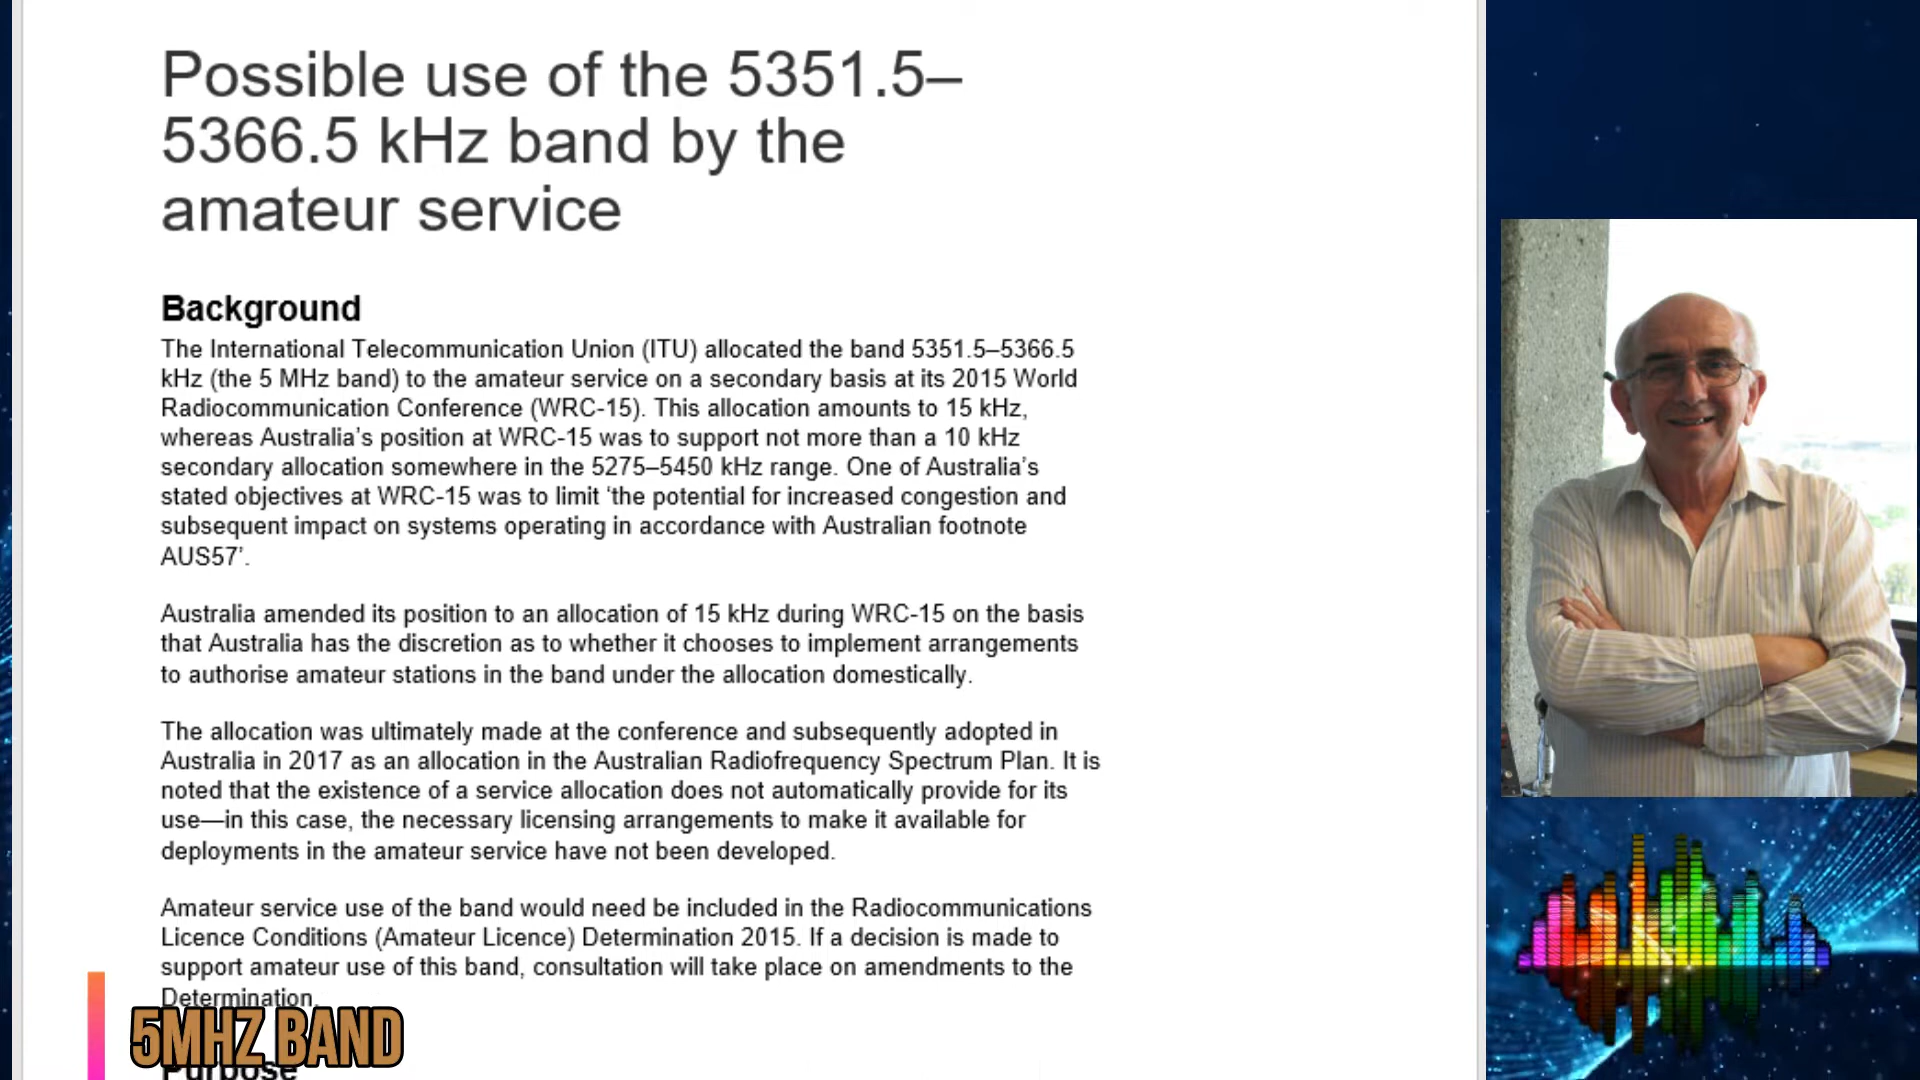 Possible use of the 5351.5–
5366.5 kHz band by the
amateur service
Background
The International Telecommunication Union (ITU) allocated the band 5351.5–5366.5
kHz (the 5 MHz band) to the amateur service on a secondary basis at its 2015 World
Radiocommunication Conference (WRC-15). This allocation amounts to 15 kHz,
whereas Australia’s position at WRC-15 was to support not more than a 10 kHz
secondary allocation somewhere in the 5275–5450 kHz range. One of Australia’s
stated objectives at WRC-15 was to limit ‘the potential for increased congestion and
subsequent impact on systems operating in accordance with Australian footnote
AUS57’.
Australia amended its position to an allocation of 15 kHz during WRC-15 on the basis
that Australia has the discretion as to whether it chooses to implement arrangements
to authorise amateur stations in the band under the allocation domestically.
The allocation was ultimately made at the conference and subsequently adopted in
Australia in 2017 as an allocation in the Australian Radiofrequency Spectrum Plan. It is
noted that the existence of a service allocation does not automatically provide for its
use—in this case, the necessary licensing arrangements to make it available for
deployments in the amateur service have not been developed.
Amateur service use of the band would need be included in the Radiocommunications
Licence Conditions (Amateur Licence) Determination 2015. If a decision is made to
support amateur use of this band, consultation will take place on amendments to the
Determination.
5MHZ BAND
Purpose